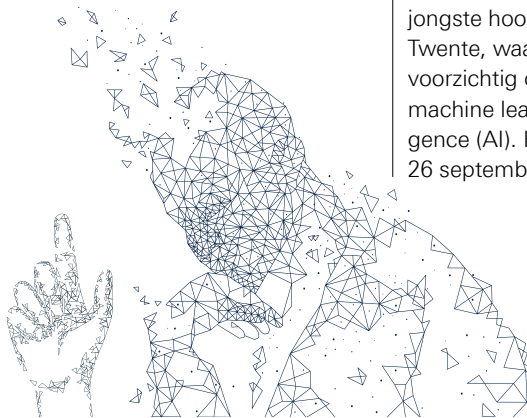 jongste hoo
Twente, waa
voorzichtig
machine lea
gence (AI).
26 septemb